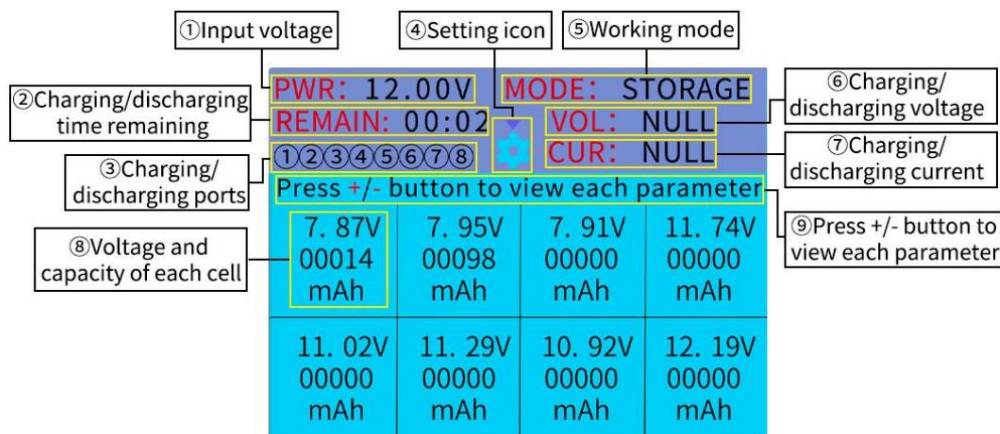 ①Input voltage
④Setting icon
⑤Working mode
②Charging/discharging
time remaining
PWR: 12.00V
MODE: STORAGE
⑥Charging/
discharging voltage
REMAIN: 00:02
VOL: NULL
③Charging/
discharging ports
①②③④⑤⑥⑦⑧
CUR: NULL
⑦Charging/
discharging current
Press +/- button to view each parameter
⑨Press +/- button to
view each parameter
⑧Voltage and
capacity of each cell
7. 87V 7. 95V 7. 91V 11. 74V
00014 00098 00000 00000
mAh mAh mAh mAh
11. 02V 11. 29V 10. 92V 12. 19V
00000 00000 00000 00000
mAh mAh mAh mAh